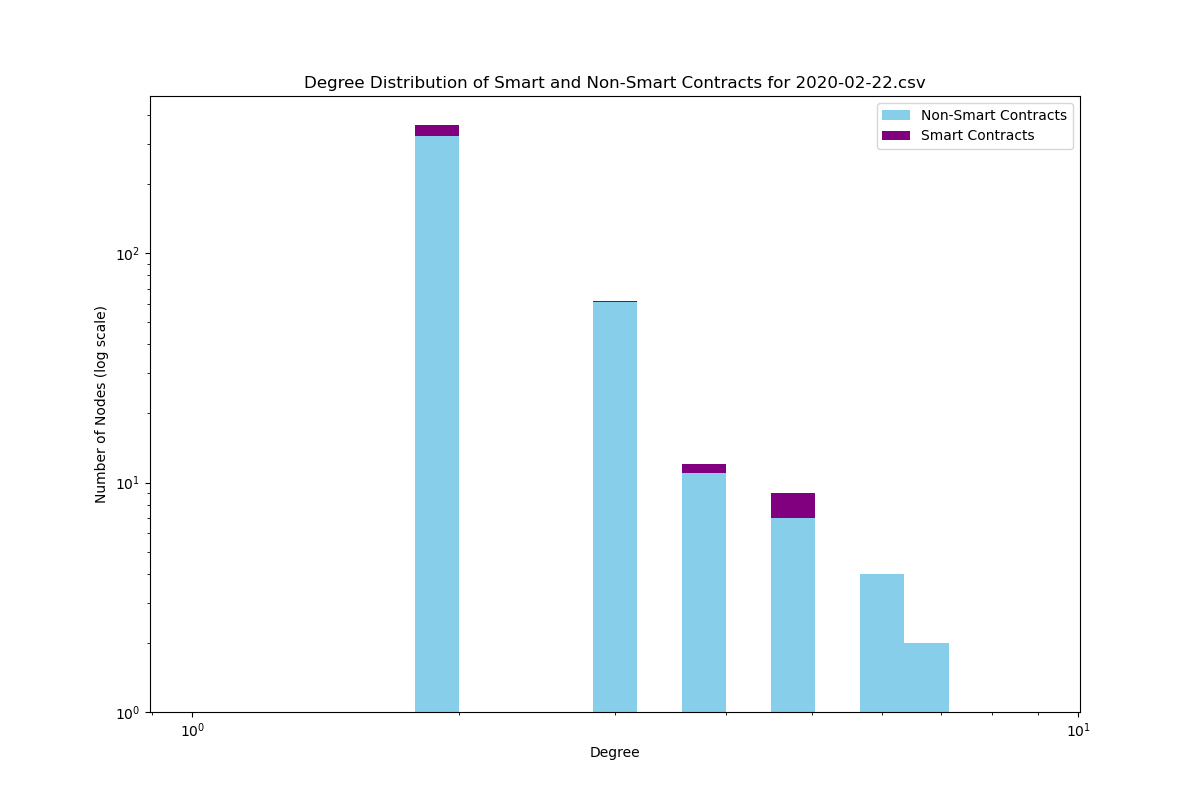 Degree Distribution of Smart and Non-Smart Contracts for 2020-02-22.csv
Non-Smart Contracts
Smart Contracts
Number of Nodes (log scale)
10²
10¹
10⁰
10⁰
10¹
Degree